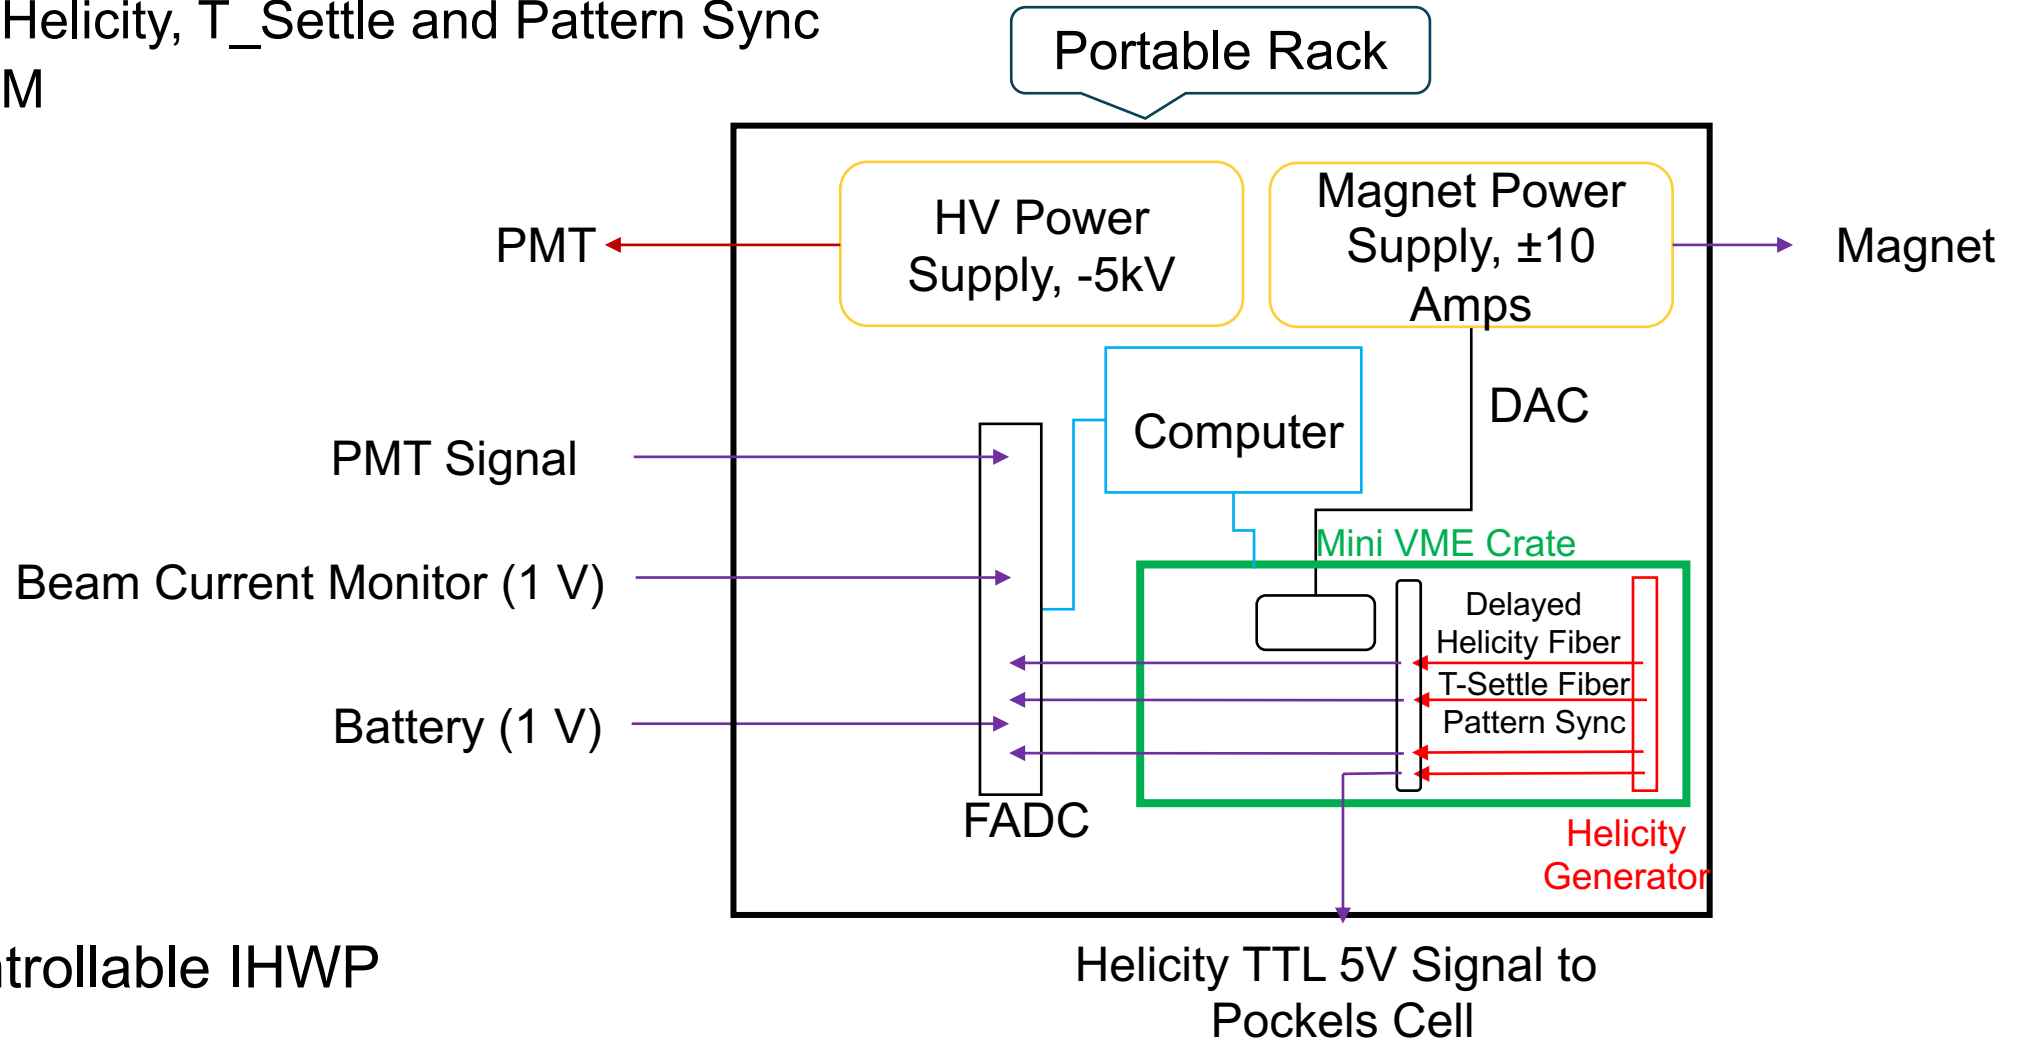 Helicity, T_Settle and Pattern Sync
M
Portable Rack
HV Power
Supply, -5kV
Magnet Power
Supply, ±10
Amps
PMT
Magnet
DAC
Computer
PMT Signal
Mini VME Crate
Beam Current Monitor (1 V)
Delayed
Helicity Fiber
T-Settle Fiber
Pattern Sync
Battery (1 V)
FADC
Helicity
Generator
ntrollable IHWP
Helicity TTL 5V Signal to
Pockels Cell